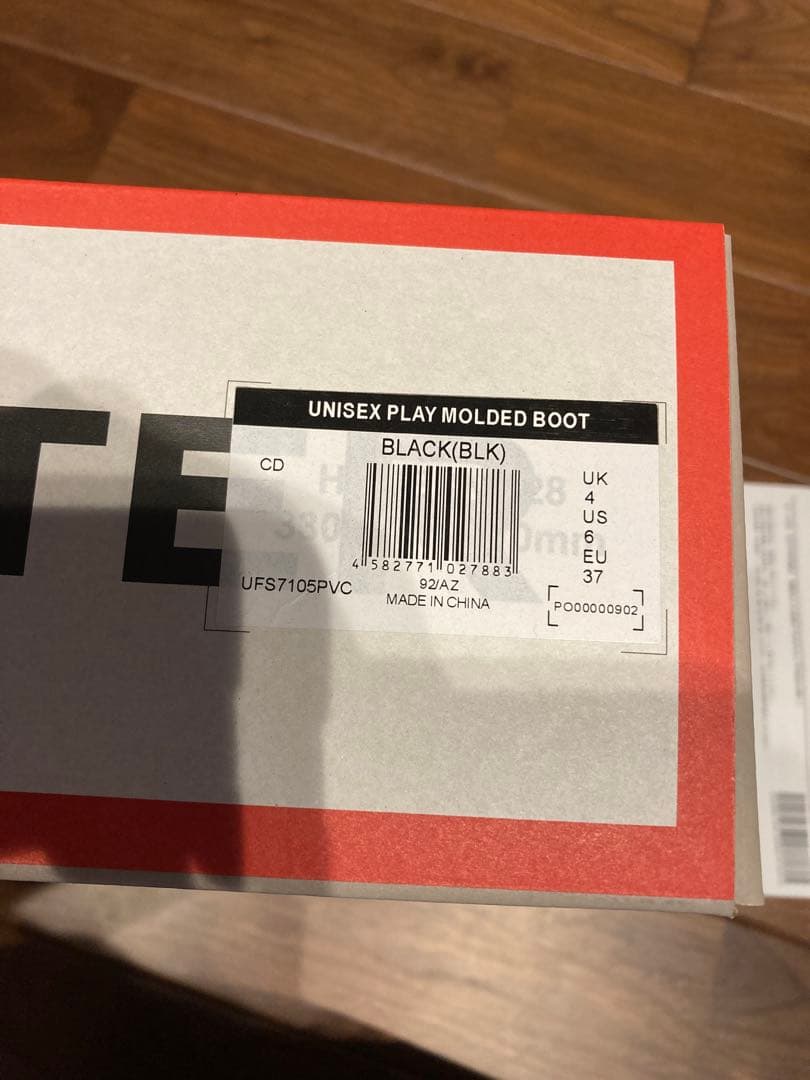 TE
UNISEX PLAY MOLDED BOOT
BLACK(BLK)
CD
UK
4
US
6
EU
37
4 582771 027883
UFS7105PVC
92/AZ
MADE IN CHINA
PO00000902